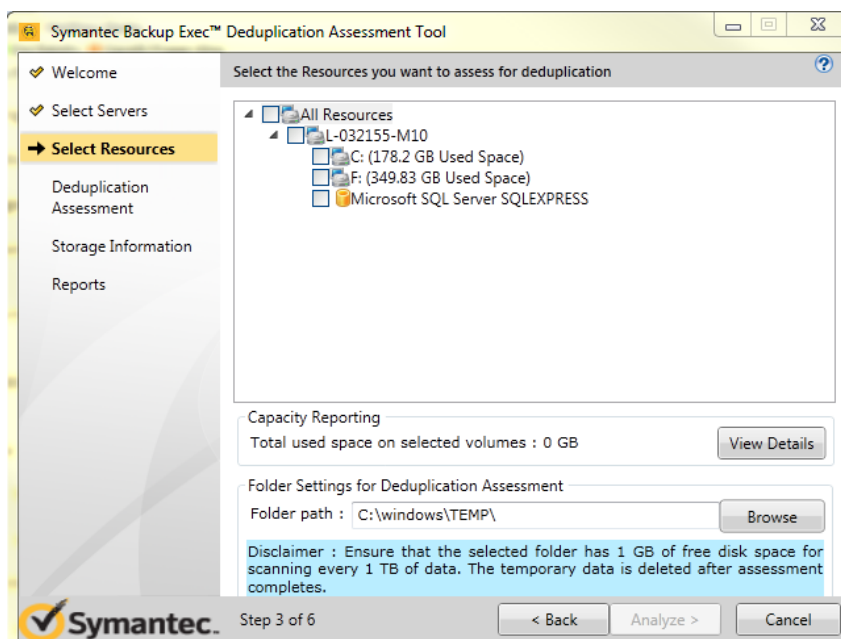 Symantec Backup Exec™ Deduplication Assessment Tool
Welcome
Select Servers
Select Resources
Deduplication
Assessment
Storage Information
Reports
Select the Resources you want to assess for deduplication
All Resources
L-032155-M10
C: (178.2 GB Used Space)
F: (349.83 GB Used Space)
Microsoft SQL Server SQLEXPRESS
Capacity Reporting
Total used space on selected volumes : 0 GB
View Details
Folder Settings for Deduplication Assessment
Folder path : C:\windows\TEMP\
Browse
Disclaimer : Ensure that the selected folder has 1 GB of free disk space for
scanning every 1 TB of data. The temporary data is deleted after assessment
completes.
Symantec.
Step 3 of 6
< Back
Analyze >
Cancel